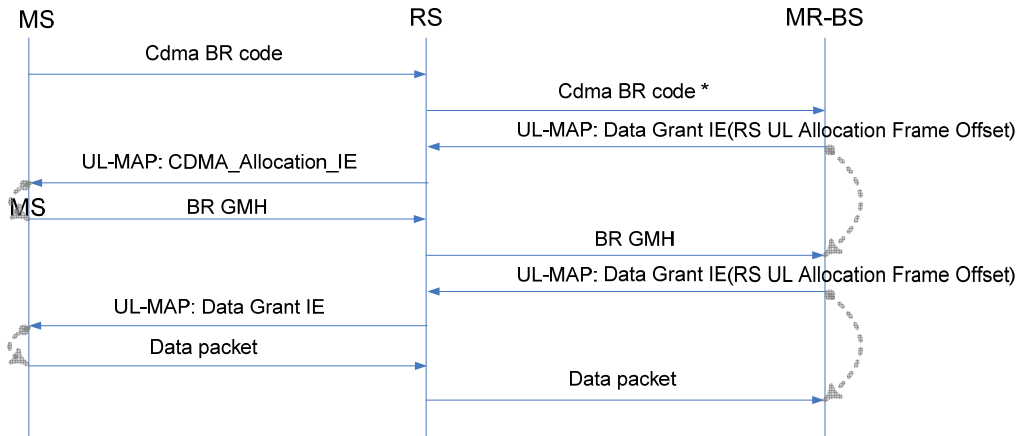 MS
RS
MR-BS
Cdma BR code
Cdma BR code *
UL-MAP: Data Grant IE(RS UL Allocation Frame Offset)
UL-MAP: CDMA_Allocation_IE
MS
BR GMH
BR GMH
UL-MAP: Data Grant IE(RS UL Allocation Frame Offset)
UL-MAP: Data Grant IE
Data packet
Data packet